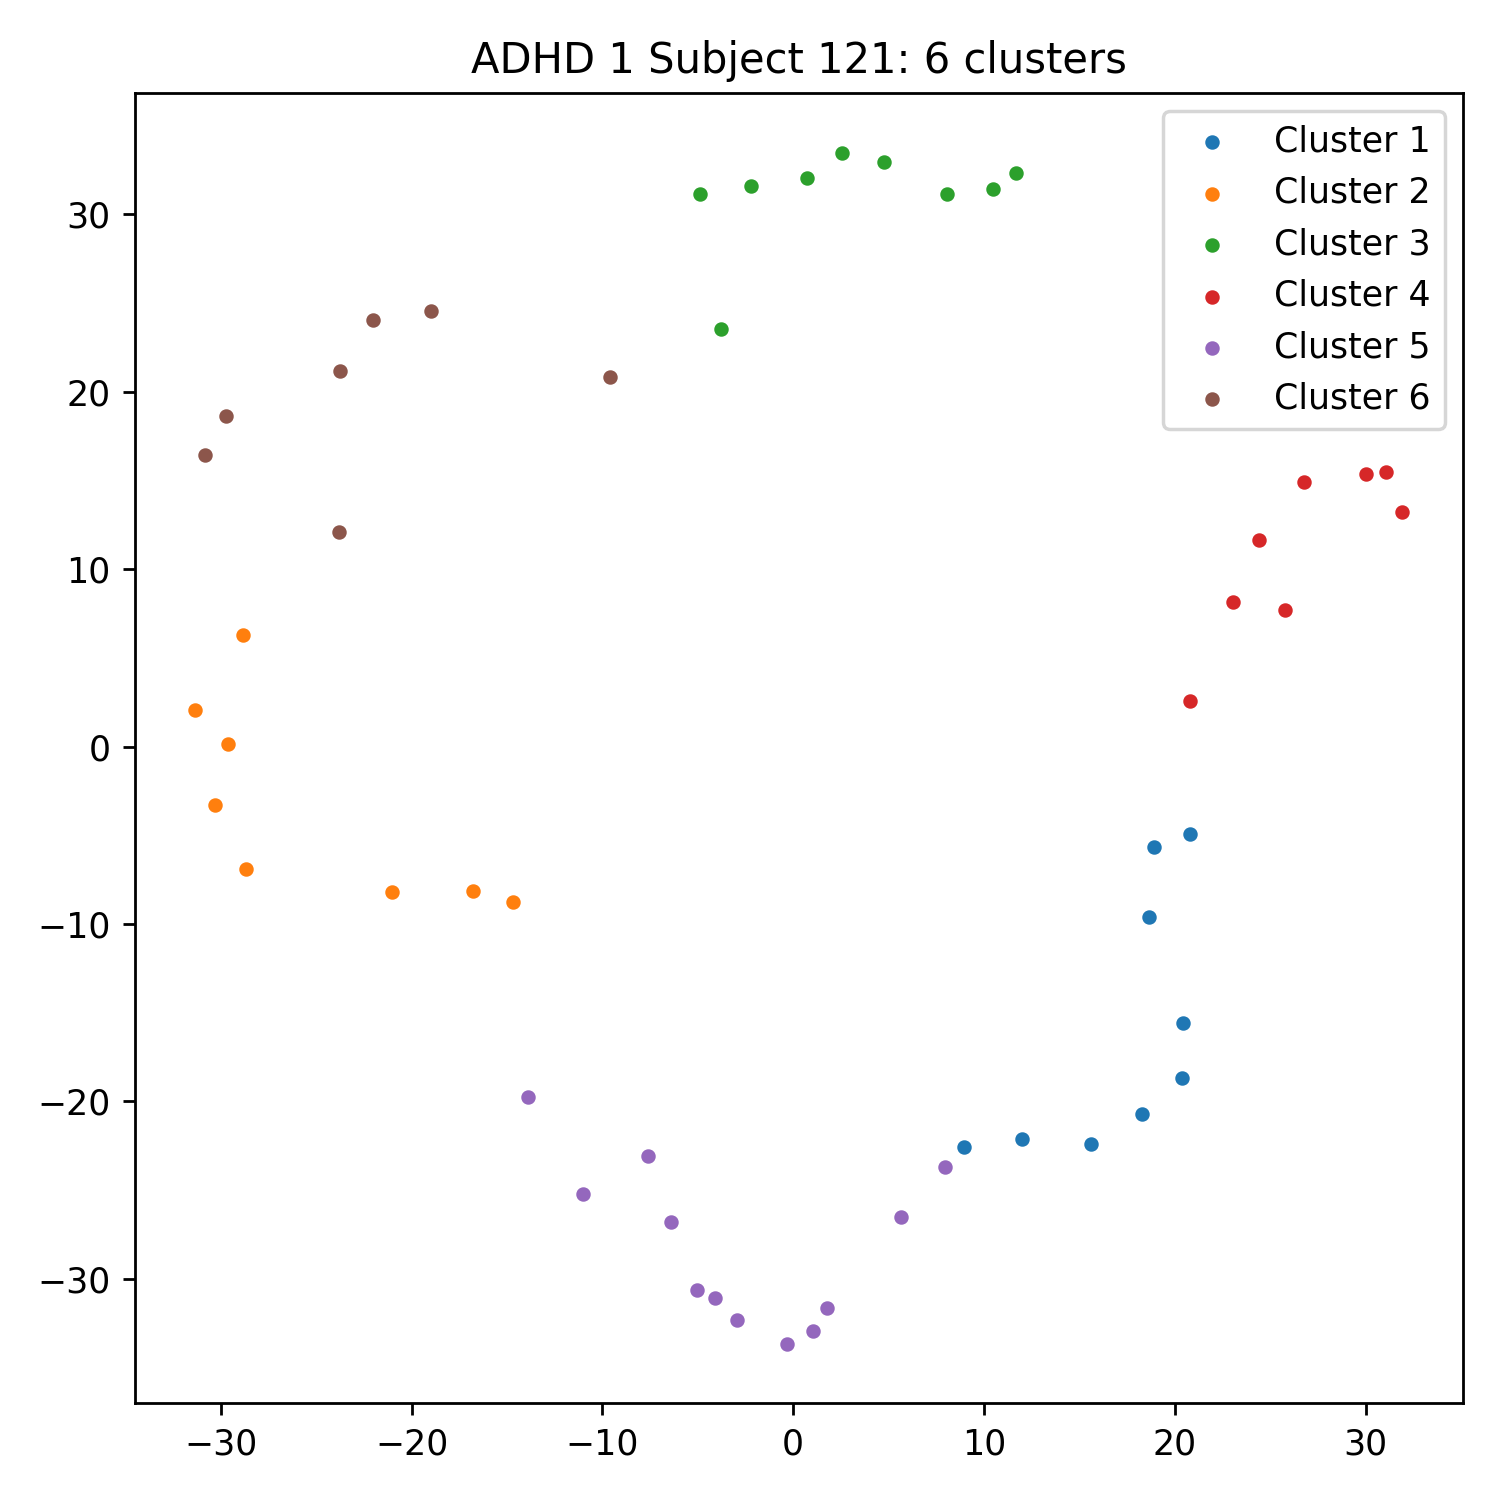 ADHD 1 Subject 121: 6 clusters
Cluster 1
Cluster 2
Cluster 3
Cluster 4
Cluster 5
Cluster 6
30
20
10
0
−10
−20
−30
−30 −20 −10 0 10 20 30